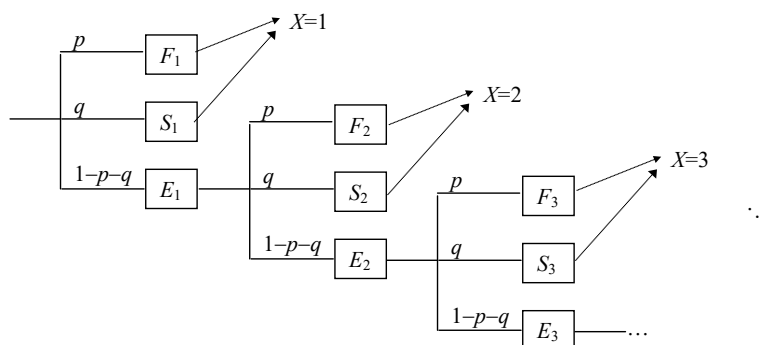 X=1
p
F₁
q
S₁
X=2
1–p–q
E₁
p
F₂
q
S₂
X=3
1–p–q
E₂
p
F₃
q
S₃
1–p–q
E₃
...
⋱